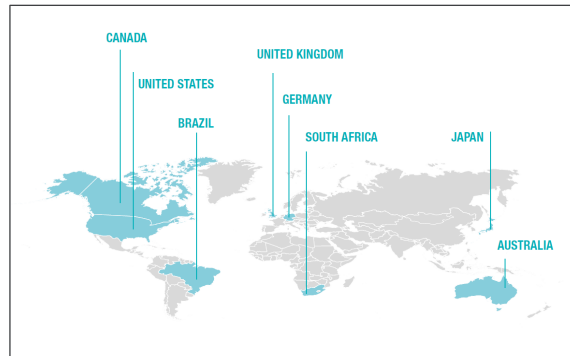 CANADA
UNITED KINGDOM
UNITED STATES
GERMANY
BRAZIL
SOUTH AFRICA
JAPAN
AUSTRALIA